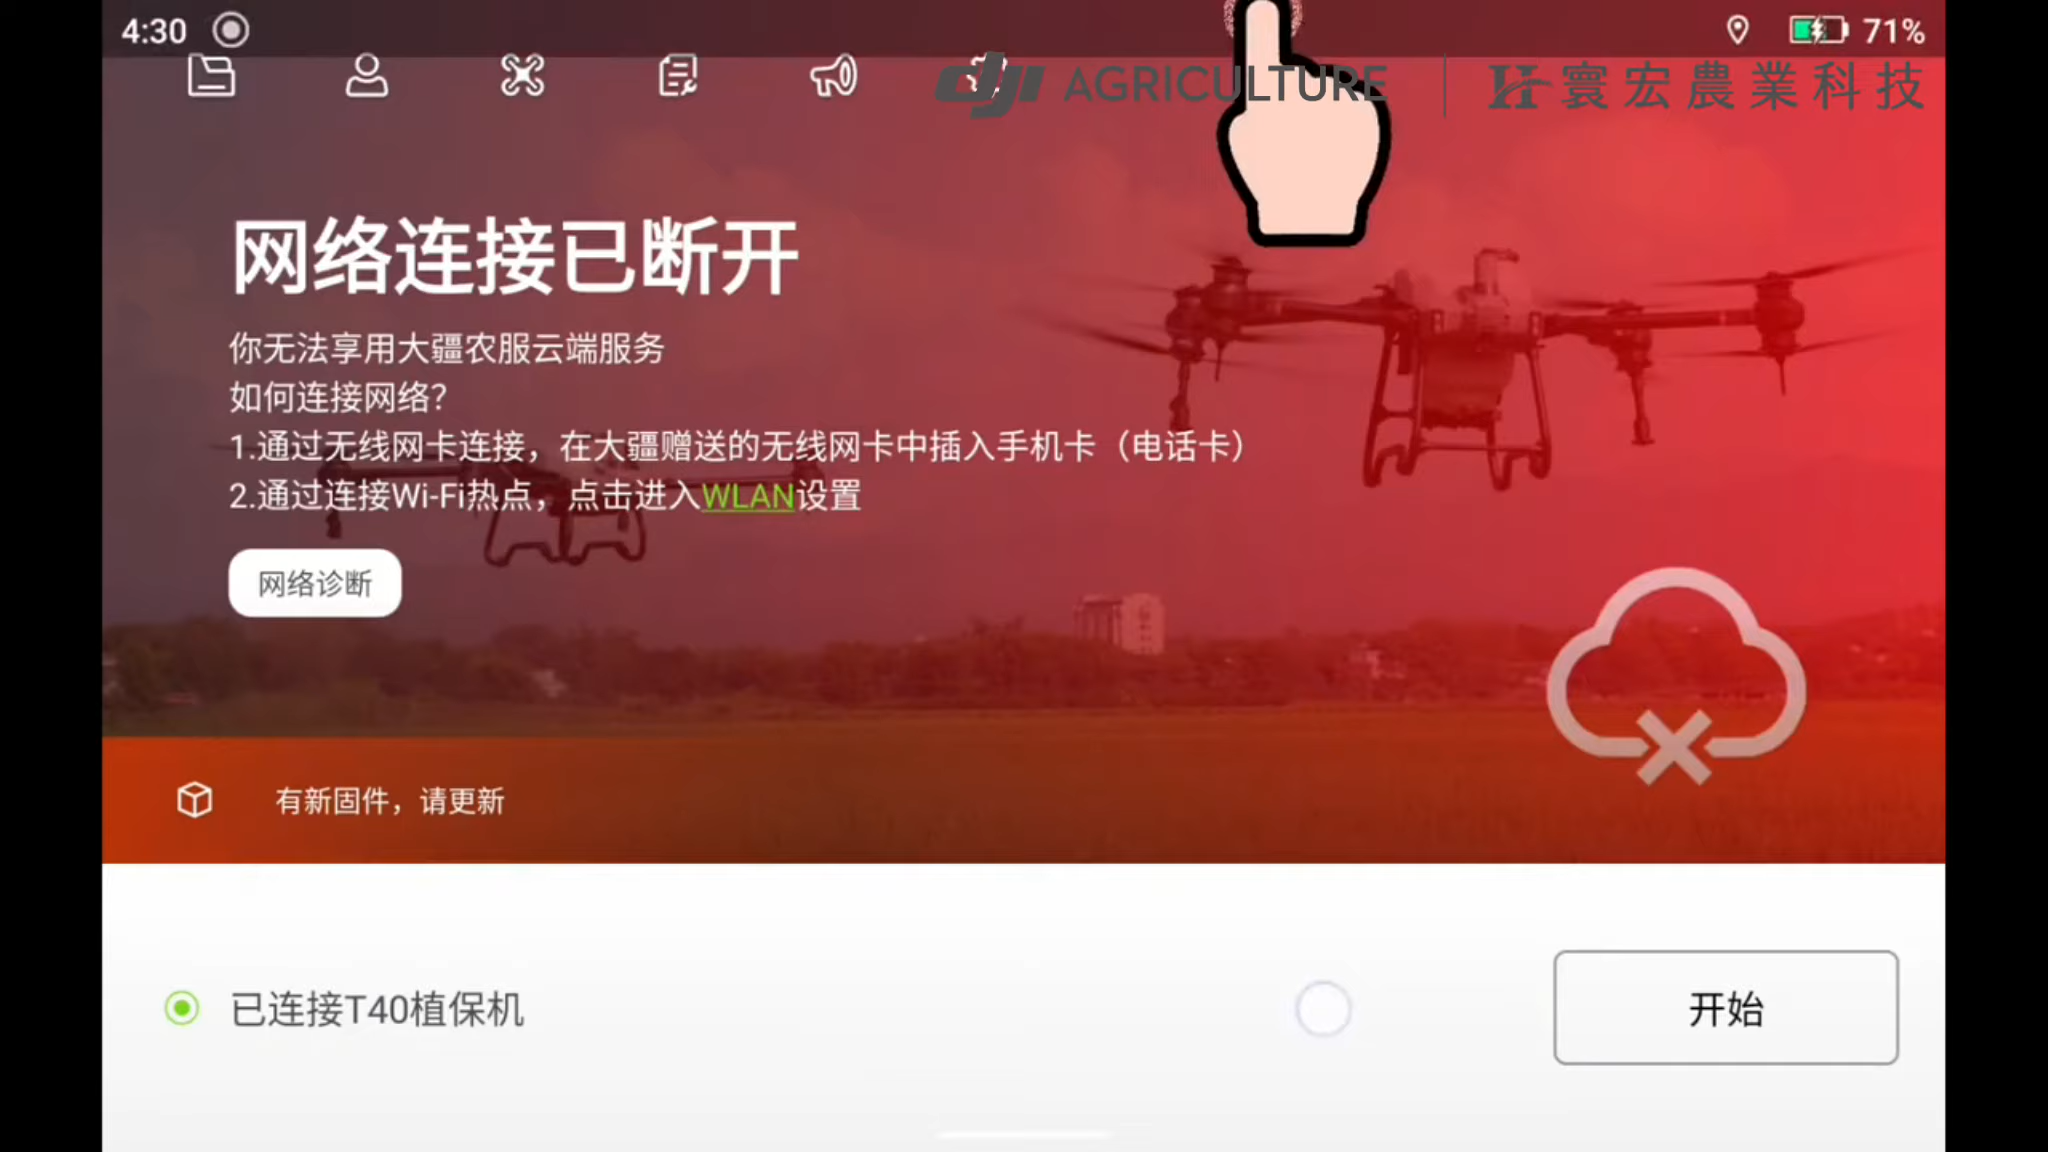 4:30
71%
dji AGRICULTURE
寰宏農業科技
网络连接已断开
你无法享用大疆农服云端服务
如何连接网络？
1.通过无线网卡连接，在大疆赠送的无线网卡中插入手机卡（电话卡）
2.通过连接Wi-Fi热点，点击进入WLAN设置
网络诊断
有新固件，请更新
已连接T40植保机
开始